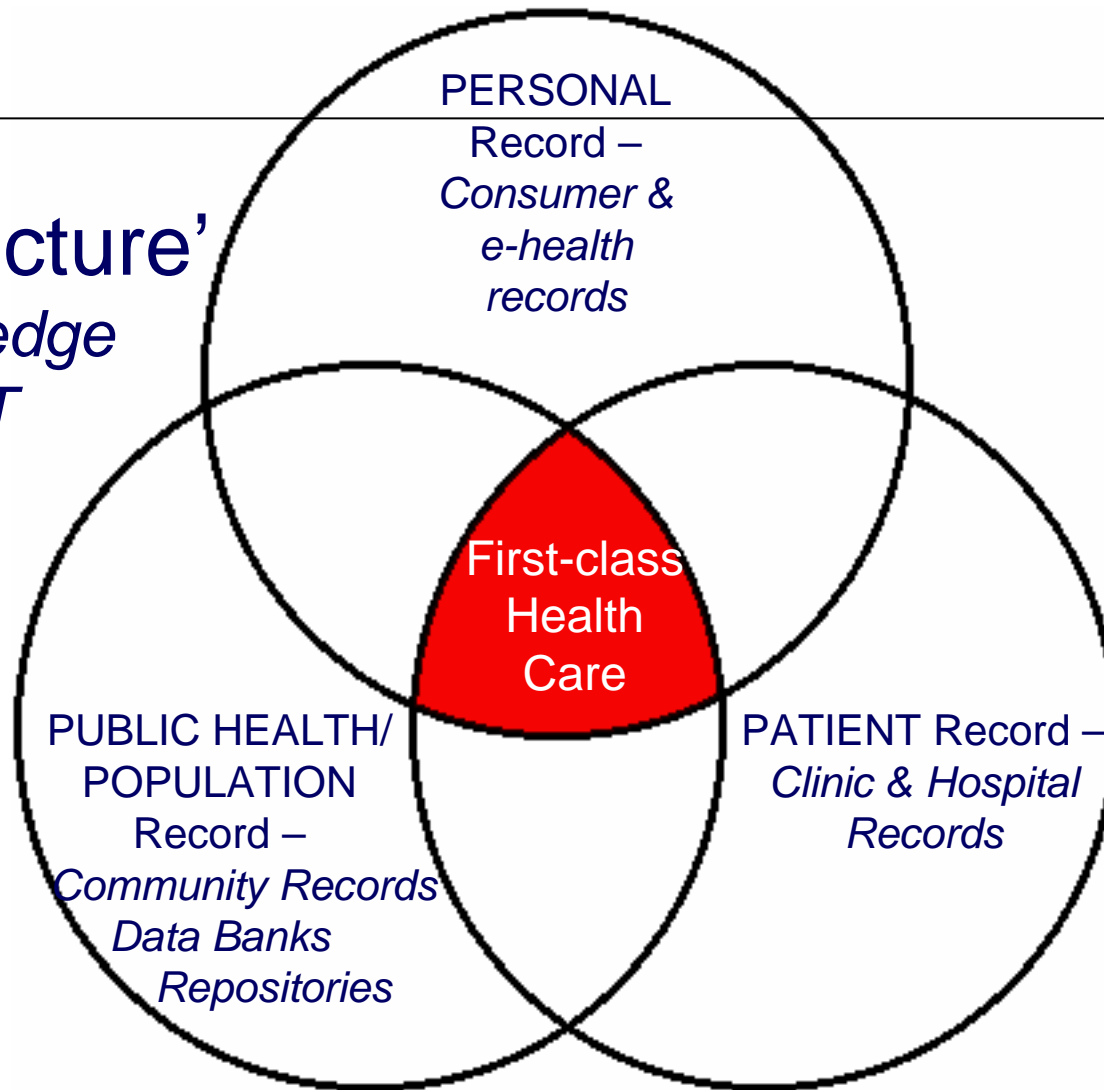 PERSONAL
Record –
Consumer &
e-health
records
cture’
edge
T
First-class
Health
Care
PUBLIC HEALTH/
POPULATION
Record –
Community Records
Data Banks
Repositories
PATIENT Record –
Clinic & Hospital
Records